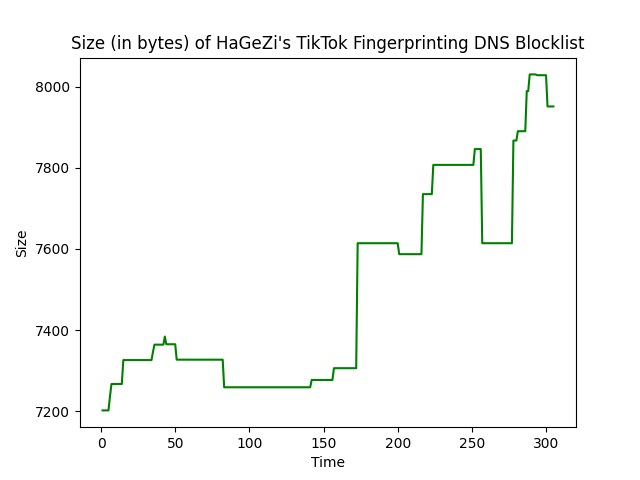 Size (in bytes) of HaGeZi's TikTok Fingerprinting DNS Blocklist
8000
7800
7600
7400
7200
Size
0 50 100 150 200 250 300
Time